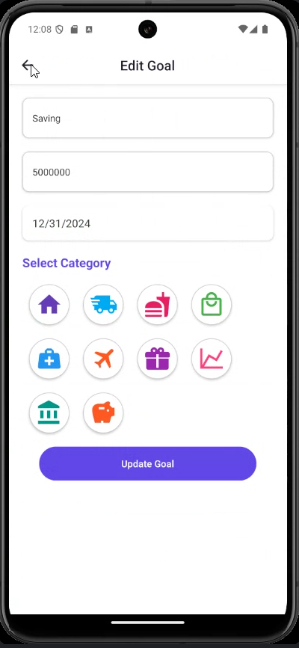 12:08
Edit Goal
Saving
5000000
12/31/2024
Select Category
Update Goal